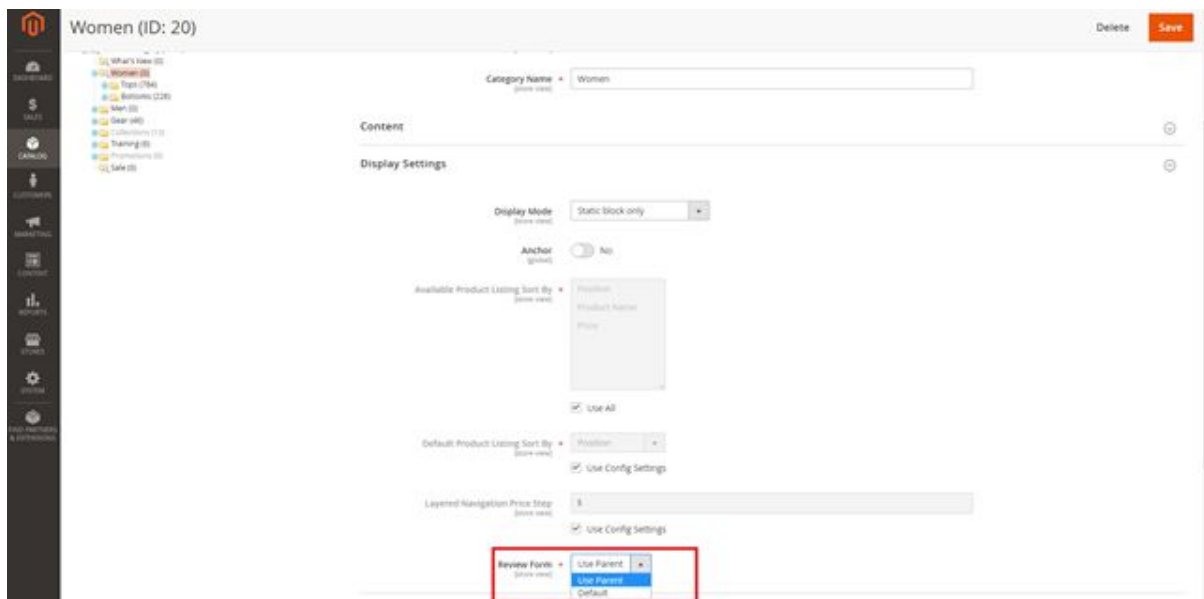 Women (ID: 20)
Delete
Save
DASHBOARD
SALES
CATALOG
CUSTOMERS
MARKETING
CONTENT
REPORTS
STORES
SYSTEM
FIND PARTNERS
& EXTENSIONS
What's New (0)
Women (0)
Tops (784)
Bottoms (228)
Men (0)
Gear (46)
Collections (13)
Training (6)
Promotions (0)
Sale (0)
Category Name *
[store view]
Women
Content
Display Settings
Display Mode
[store view]
Static block only
Anchor
[global]
No
Available Product Listing Sort By *
[store view]
Position
Product Name
Price
Use All
Default Product Listing Sort By *
[store view]
Position
Use Config Settings
Layered Navigation Price Step
[store view]
$
Use Config Settings
Review Form *
[store view]
Use Parent
Use Parent
Default